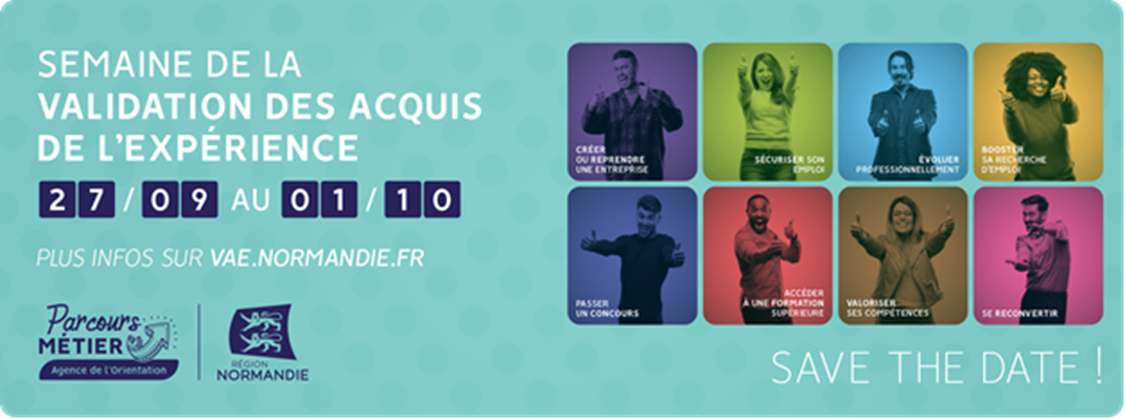 SEMAINE DE LA
VALIDATION DES ACQUIS
DE L'EXPÉRIENCE
27/09 AU 01/10
PLUS INFOS SUR VAE.NORMANDIE.FR
Parcours
MÉTIER
Agence de l'Orientation
RÉGION
NORMANDIE
CRÉER
OU REPRENDRE
UNE ENTREPRISE
SÉCURISER SON
EMPLOI
ÉVOLUER
PROFESSIONNELLEMENT
BOOSTER
SA RECHERCHE
D'EMPLOI
PASSER
UN CONCOURS
ACCÉDER
À UNE FORMATION
SUPÉRIEURE
VALORISER
SES COMPÉTENCES
SE RECONVERTIR
SAVE THE DATE !